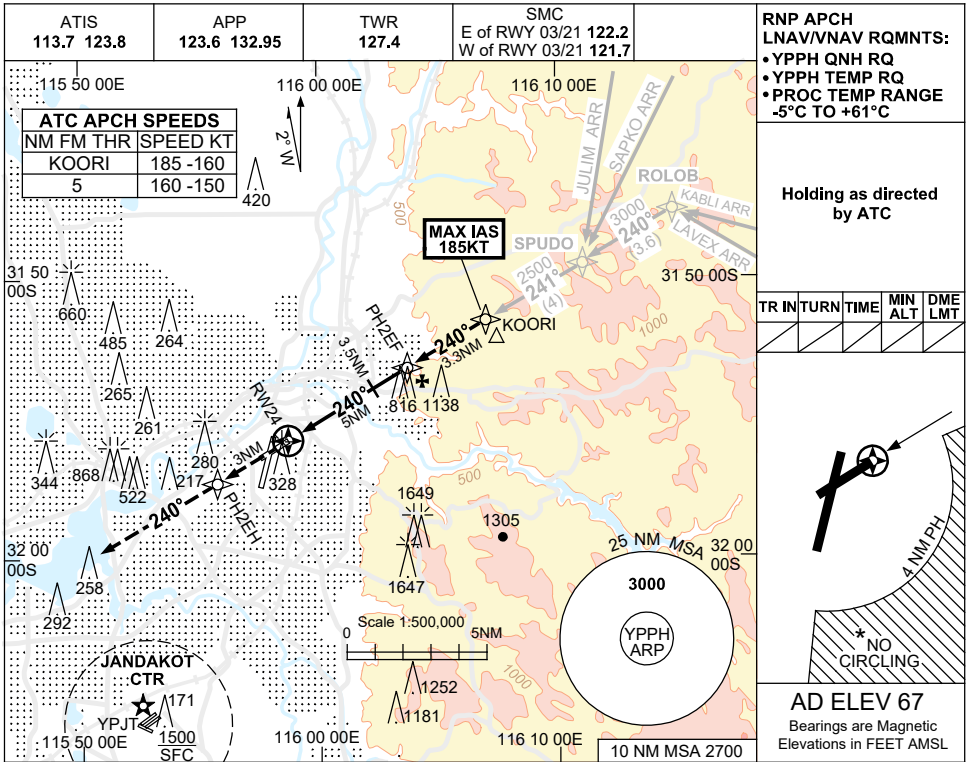 ATIS
113.7 123.8
APP
123.6 132.95
TWR
127.4
SMC
E of RWY 03/21 122.2
W of RWY 03/21 121.7
RNP APCH
LNAV/VNAV RQMNTS:
• YPPH QNH RQ
• YPPH TEMP RQ
• PROC TEMP RANGE
-5°C TO +61°C
Holding as directed
by ATC
TR IN
TURN
TIME
MIN ALT
DME LMT
4 NM PH
* NO
CIRCLING
AD ELEV 67
Bearings are Magnetic
Elevations in FEET AMSL
115 50 00E
116 00 00E
116 10 00E
ATC APCH SPEEDS
NM FM THR SPEED KT
KOORI 185 -160
5 160 -150
2° W
420
500
JULIM ARR
SAPKO ARR
ROLOB
KABLI ARR
LAVEX ARR
3000
240°
(3.6)
SPUDO
2500
241°
(4)
MAX IAS
185KT
31 50
00S
31 50 00S
KOORI
1000
660
485
264
265
261
PH2EF
240°
3.3NM
3.5NM
240°
5NM
816
1138
RW24
3NM
328
344
868
522
217
280
PH2EH
240°
500
1649
1305
1647
25 NM MSA
3000
YPPH
ARP
32 00
00S
32 00
00S
258
292
Scale 1:500,000
0
5NM
JANDAKOT
CTR
171
YPJT
1500
SFC
1252
1181
1000
115 50 00E
116 00 00E
116 10 00E
10 NM MSA 2700